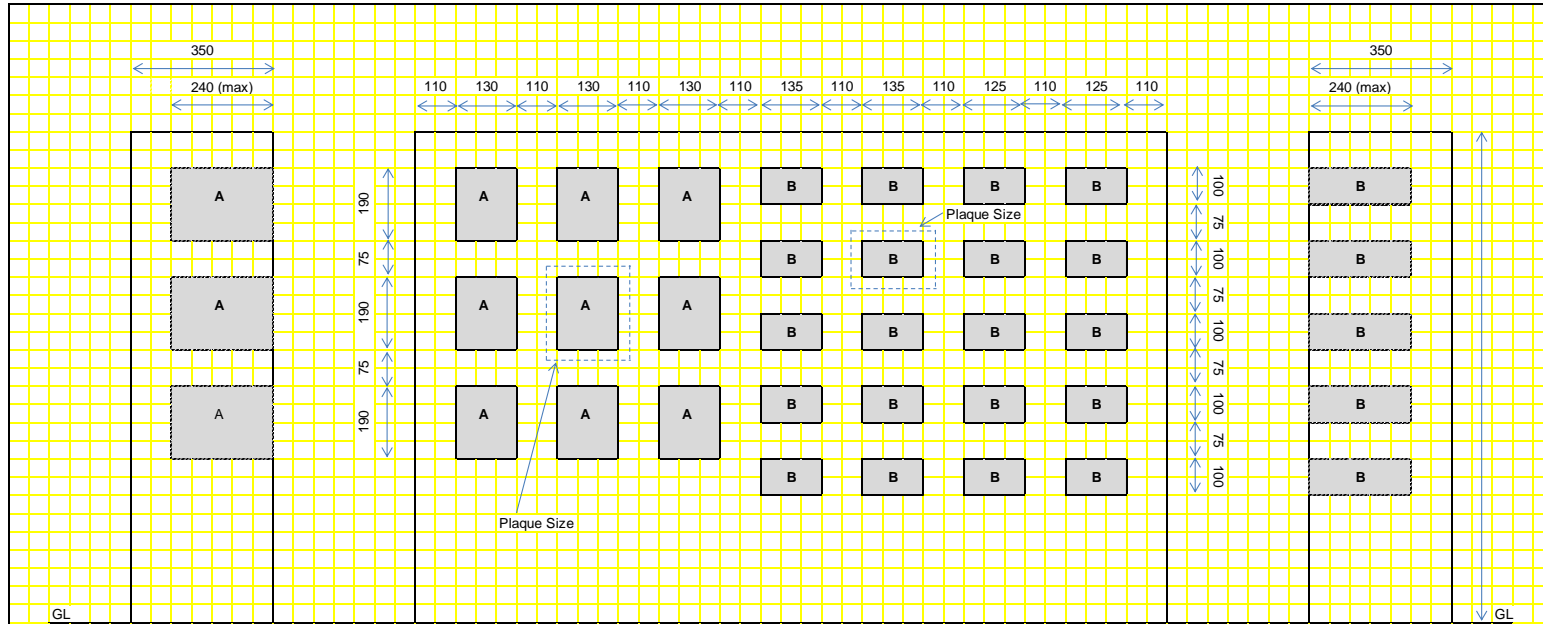 350 350
240 (max) 110 130 110 130 110 130 110 135 110 135 110 125 110 125 110 240 (max)
A A A A B B B B B
190 100
Plaque Size
75 75
B B B B 100 B
A A A A
190 75
B B B B 100 B
75 75
A A A A B B B B 100 B
190 75
B B B B 100 B
Plaque Size
GL GL